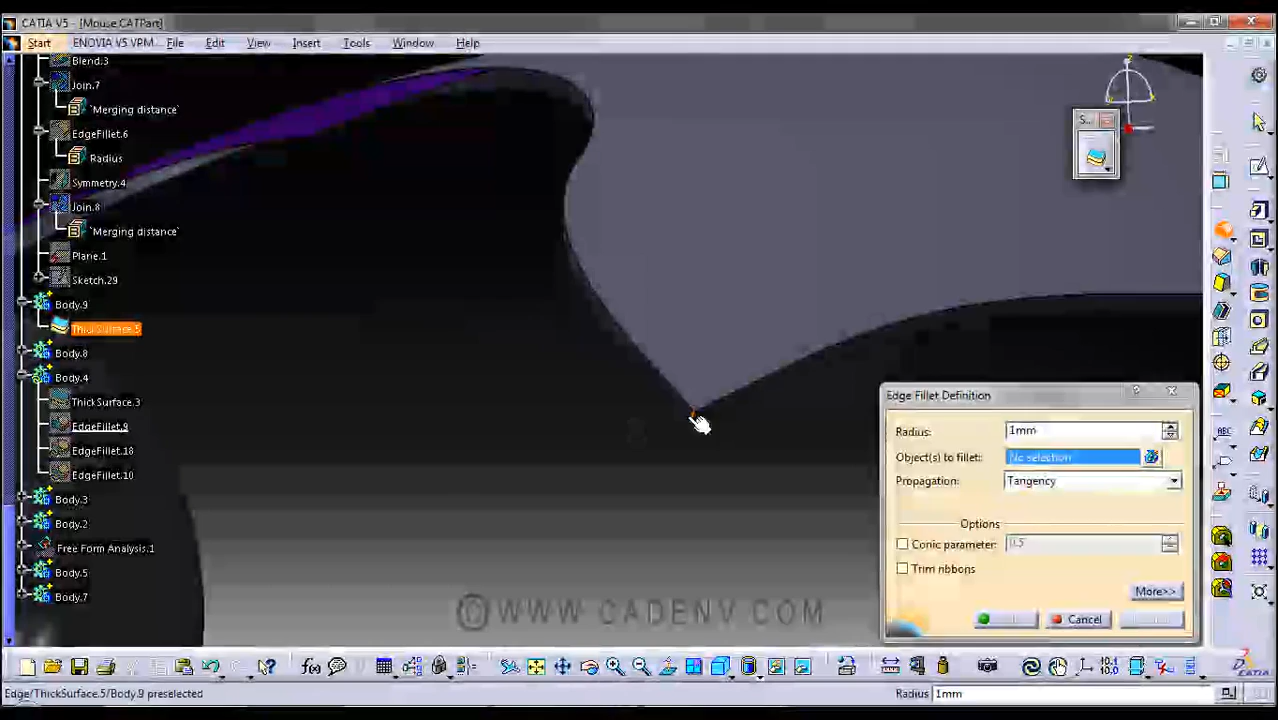 CATIA V5 - [Mouse.CATPart]
Start ENOVIA V5 VPM File Edit View Insert Tools Window Help
Blend.3
Join.7
`Merging distance`
EdgeFillet.6
Radius
Symmetry.4
Join.8
`Merging distance`
Plane.1
Sketch.29
Body.9
ThickSurface.5
Body.8
Body.4
ThickSurface.3
EdgeFillet.9
EdgeFillet.18
EdgeFillet.10
Body.3
Body.2
Free Form Analysis.1
Body.5
Body.7
S...
Edge Fillet Definition
Radius: 1mm
Object(s) to fillet: No selection
Propagation: Tangency
Options
Conic parameter: 0.5
Trim ribbons
More>>
Cancel
@WWW.CADENV.COM
Edge/ThickSurface.5/Body.9 preselected
Radius 1mm